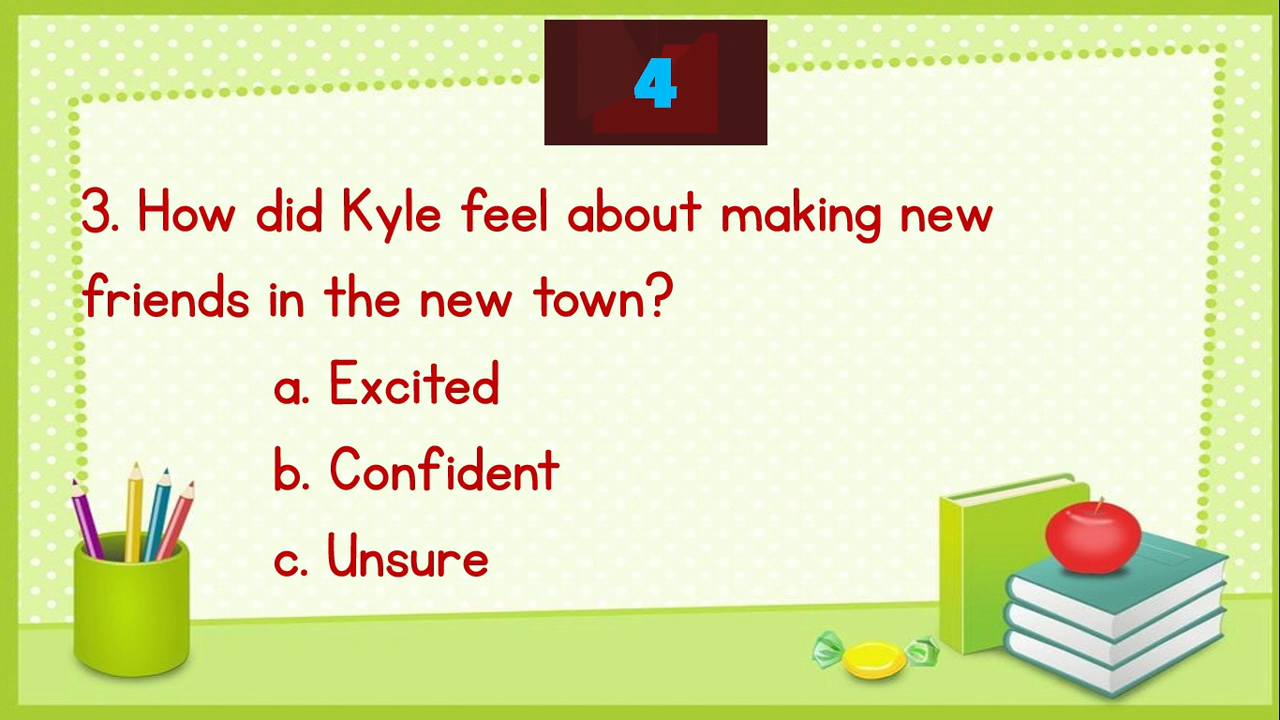 4
3. How did Kyle feel about making new
friends in the new town?
a. Excited
b. Confident
c. Unsure